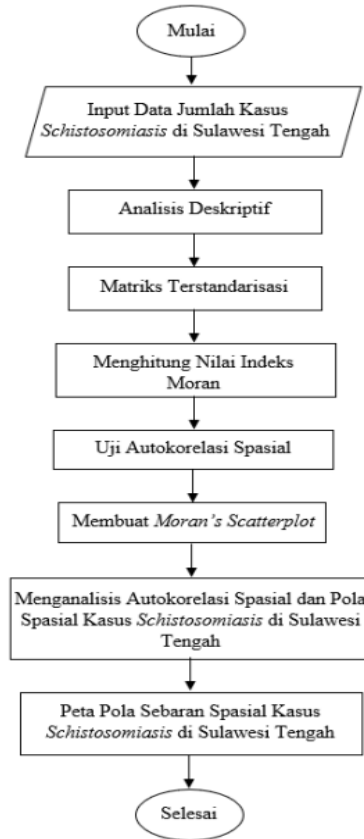 Mulai
Input Data Jumlah Kasus
Schistosomiasis di Sulawesi Tengah
Analisis Deskriptif
Matriks Terstandarisasi
Menghitung Nilai Indeks
Moran
Uji Autokorelasi Spasial
Membuat Moran's Scatterplot
Menganalisis Autokorelasi Spasial dan Pola
Spasial Kasus Schistosomiasis di Sulawesi
Tengah
Peta Pola Sebaran Spasial Kasus
Schistosomiasis di Sulawesi Tengah
Selesai